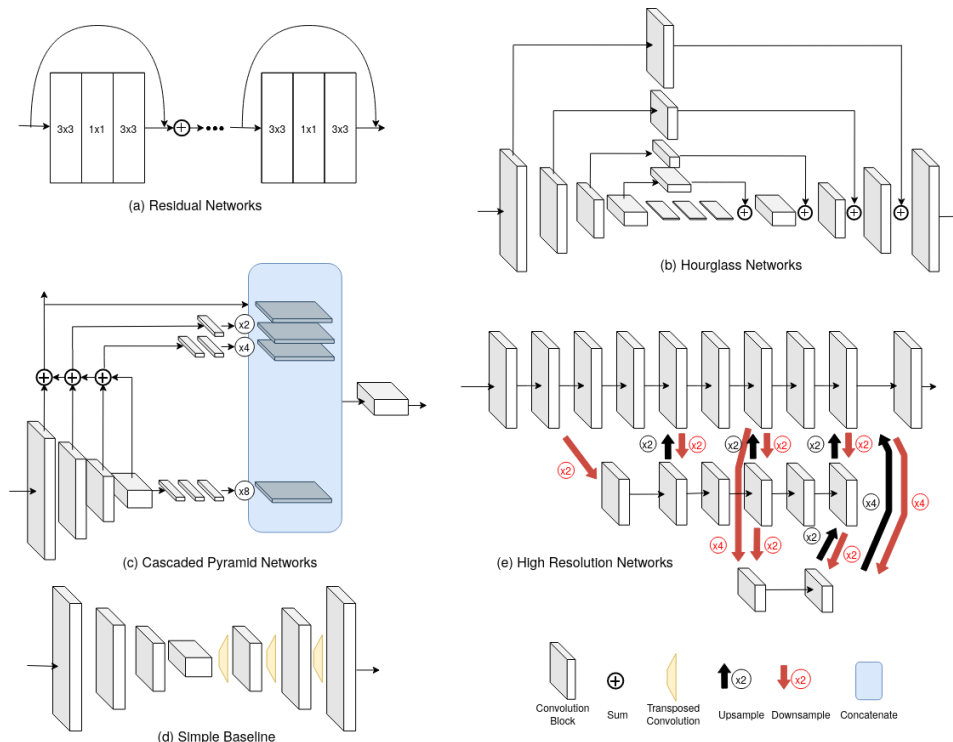 3x3 1x1 3x3
3x3 1x1 3x3
(a) Residual Networks
(b) Hourglass Networks
x2
x4
x8
(c) Cascaded Pyramid Networks
x2 x2 x2 x2 x2 x2
x2
x4 x4
x2 x2
x4 x2
(e) High Resolution Networks
(d) Simple Baseline
x2 x2
Convolution
Block
Sum
Transposed
Convolution
Upsample
Downsample
Concatenate